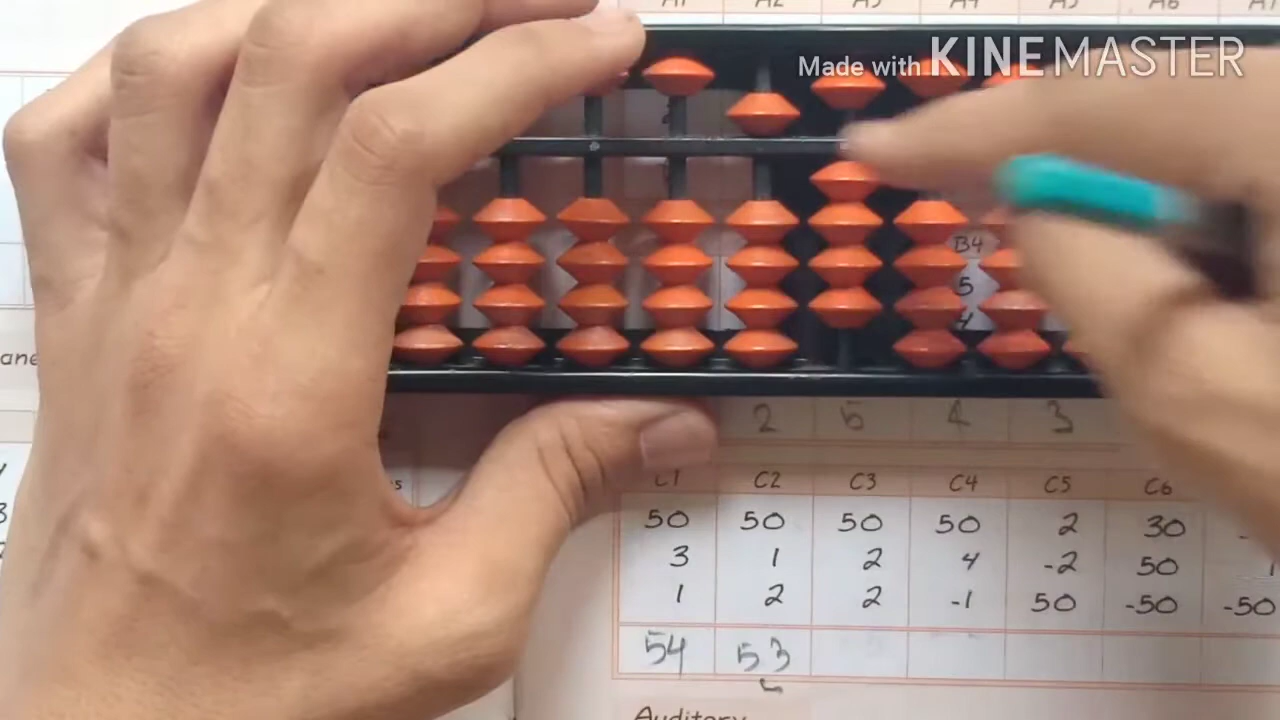 A1 A2 A3 A4 A5 A6 A7
Made with KINEMASTER
B4
5
4
2 5 4 3
C1 C2 C3 C4 C5 C6
50 50 50 50 2 30
3 1 2 4 -2 50
1 2 2 -1 50 -50 -50
54 53
Auditory